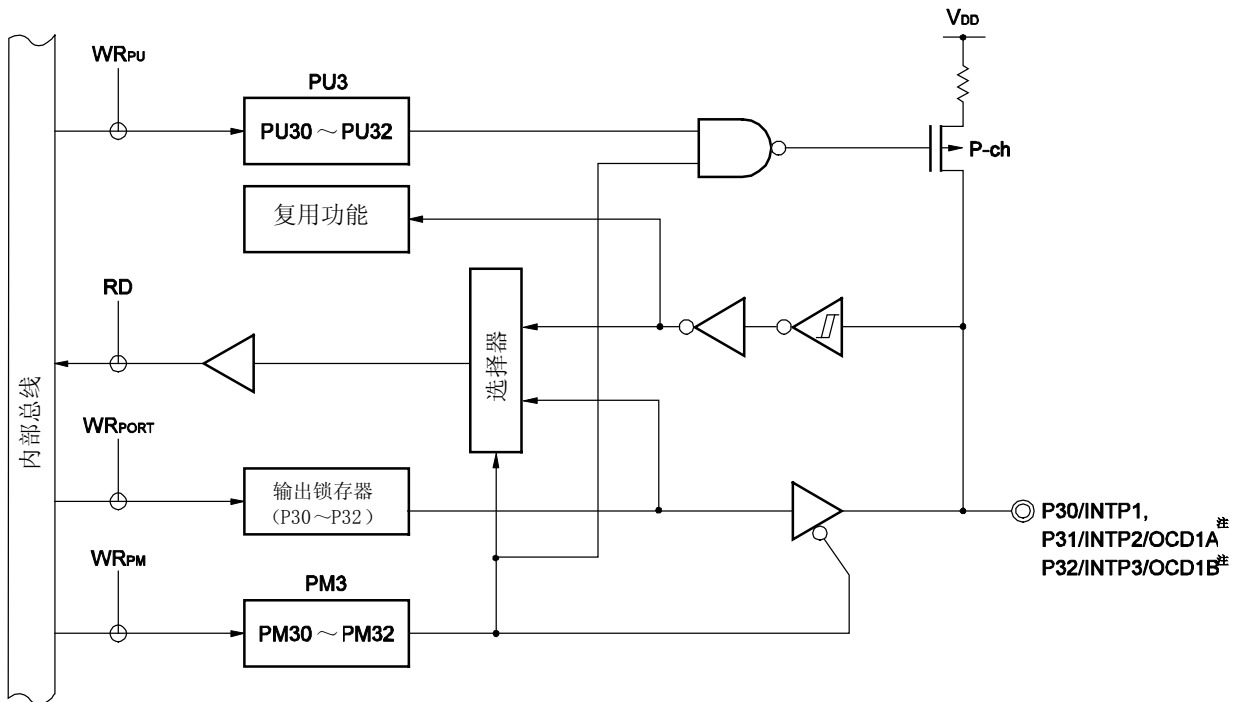 VDD
WRPU
PU3
PU30～PU32
P-ch
复用功能
RD
选择器
内部总线
WRPORT
输出锁存器
（P30～P32）
P30/INTP1,
P31/INTP2/OCD1A注
P32/INTP3/OCD1B注
WRPM
PM3
PM30～PM32